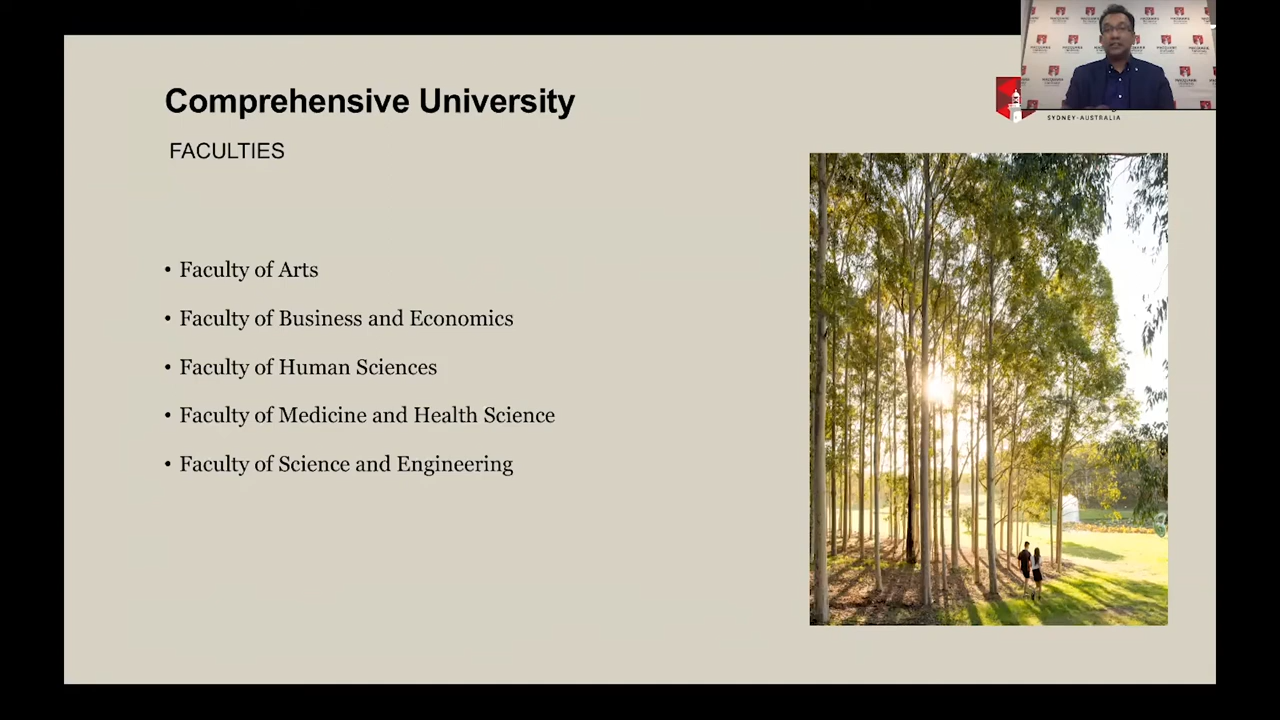 Comprehensive University
FACULTIES
SYDNEY-AUSTRALIA
• Faculty of Arts
• Faculty of Business and Economics
• Faculty of Human Sciences
• Faculty of Medicine and Health Science
• Faculty of Science and Engineering